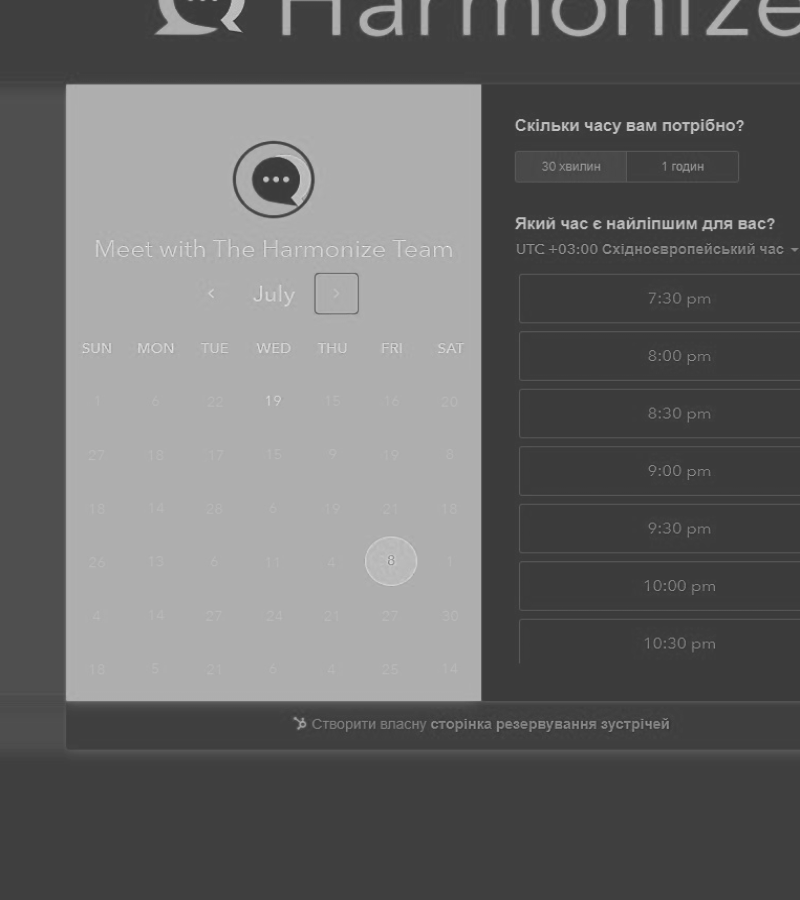 Harmonize
Meet with The Harmonize Team
July
SUN MON TUE WED THU FRI SAT
1 6 22 19 15 16 20
27 18 17 15 9 19 8
18 14 28 6 19 21 18
26 13 6 11 4 8 1
4 14 27 24 21 27 30
18 5 21 6 4 25 14
Скільки часу вам потрібно?
30 хвилин 1 годин
Який час є найліпшим для вас?
UTC +03:00 Східноєвропейський час
7:30 pm
8:00 pm
8:30 pm
9:00 pm
9:30 pm
10:00 pm
10:30 pm
Створити власну сторінка резервування зустрічей